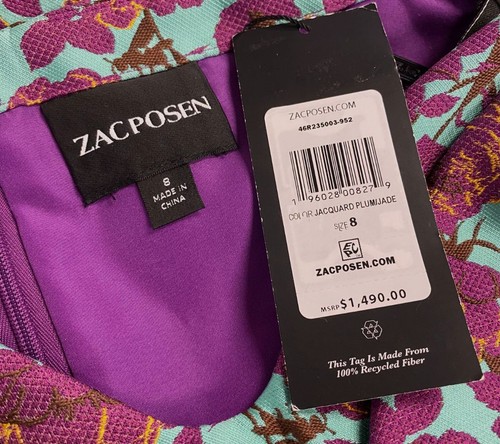 ZAC POSEN
8
MADE IN
CHINA
ZACPOSEN.COM
46R235003-952
1 96028 00827 9
COLOR JACQUARD PLUM/JADE
SIZE 8
ZACPOSEN.COM
MSRP $1,490.00
This Tag Is Made From
100% Recycled Fiber